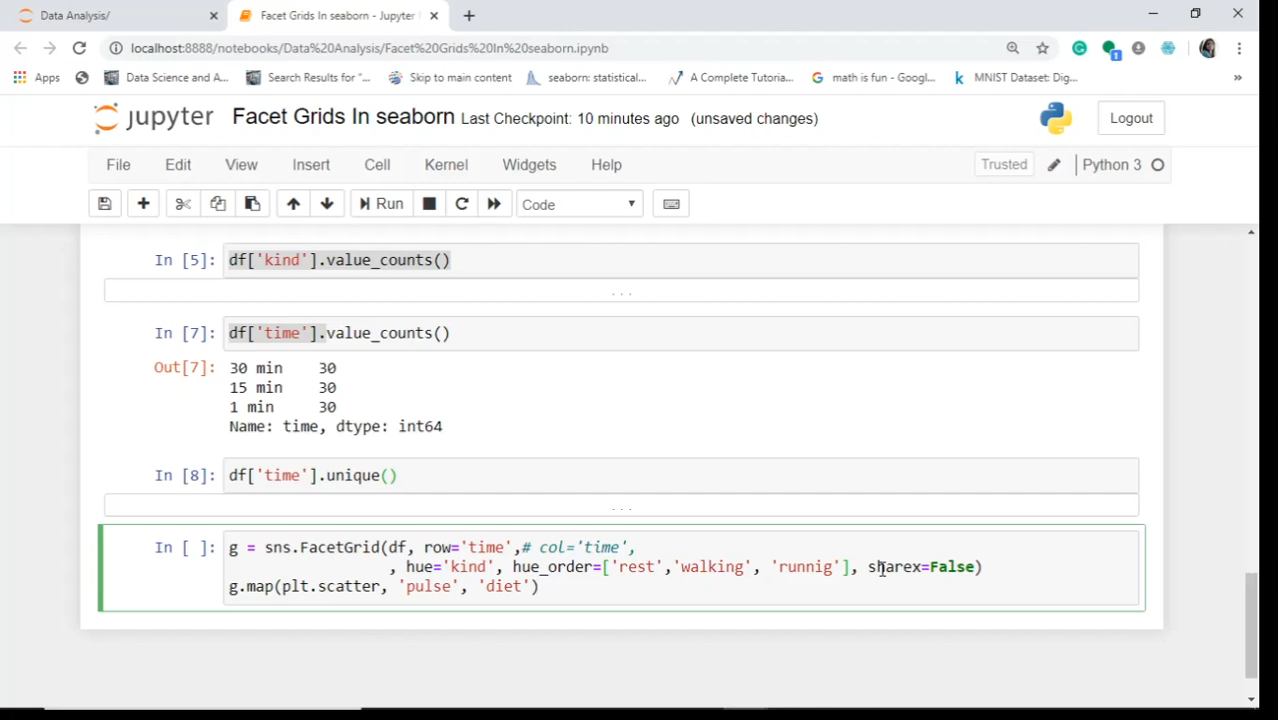 Data Analysis/
Facet Grids In seaborn - Jupyter
localhost:8888/notebooks/Data%20Analysis/Facet%20Grids%20In%20seaborn.ipynb
1
Apps
Data Science and A...
Search Results for "...
Skip to main content
seaborn: statistical...
A Complete Tutoria...
math is fun - Googl...
MNIST Dataset: Dig...
»
jupyter Facet Grids In seaborn Last Checkpoint: 10 minutes ago (unsaved changes)
Logout
File Edit View Insert Cell Kernel Widgets Help
Trusted
Python 3
Run
Code
In [5]: df['kind'].value_counts()
...
In [7]: df['time'].value_counts()
Out[7]: 30 min 30
15 min 30
1 min 30
Name: time, dtype: int64
In [8]: df['time'].unique()
...
In [ ]: g = sns.FacetGrid(df, row='time',# col='time',
, hue='kind', hue_order=['rest','walking', 'runnig'], sharex=False)
g.map(plt.scatter, 'pulse', 'diet')